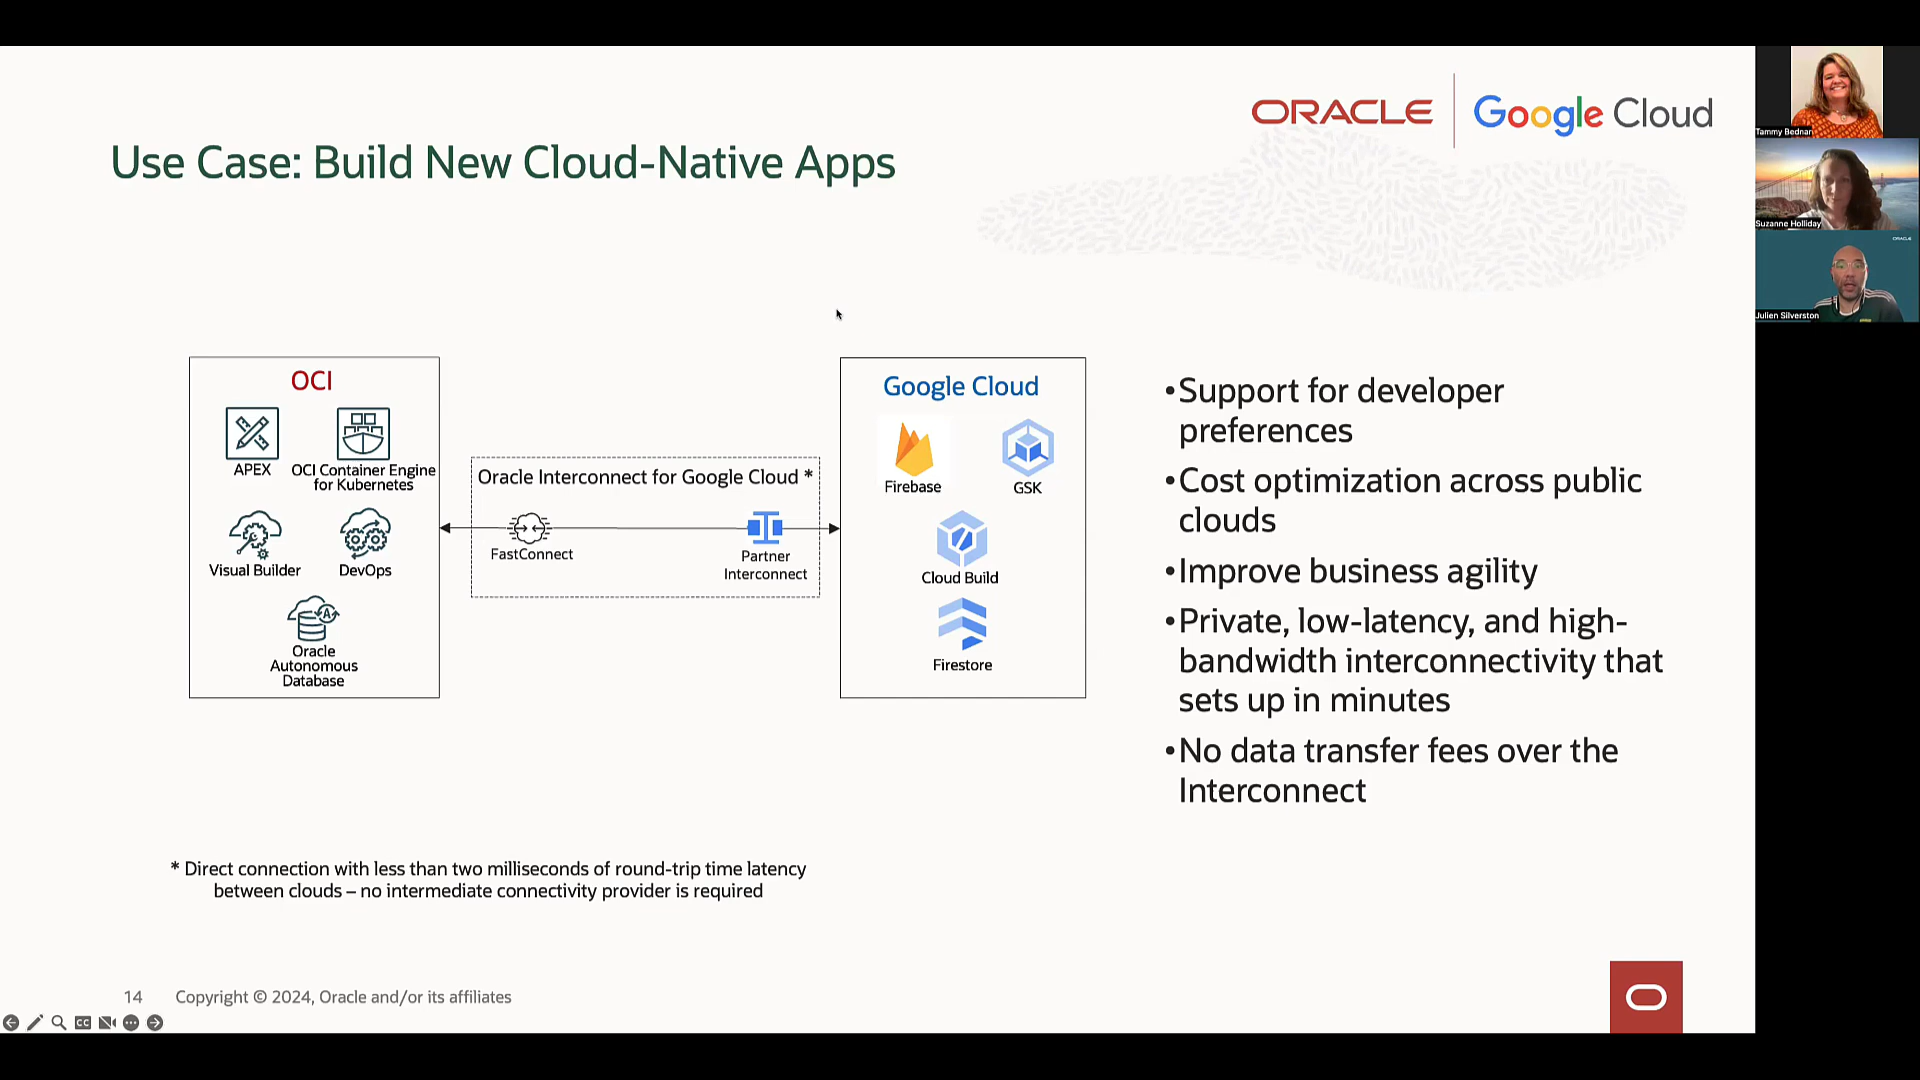 ORACLE
Google Cloud
Use Case: Build New Cloud-Native Apps
OCI
APEX
OCI Container Engine
for Kubernetes
Visual Builder
DevOps
Oracle
Autonomous
Database
Oracle Interconnect for Google Cloud *
FastConnect
Partner
Interconnect
Google Cloud
Firebase
GSK
Cloud Build
Firestore
•Support for developer
preferences
•Cost optimization across public
clouds
•Improve business agility
•Private, low-latency, and high-
bandwidth interconnectivity that
sets up in minutes
•No data transfer fees over the
Interconnect
* Direct connection with less than two milliseconds of round-trip time latency
between clouds – no intermediate connectivity provider is required
14 Copyright © 2024, Oracle and/or its affiliates
CC
Tammy Bednar
Suzanne Holliday
ORACLE
Julien Silverston